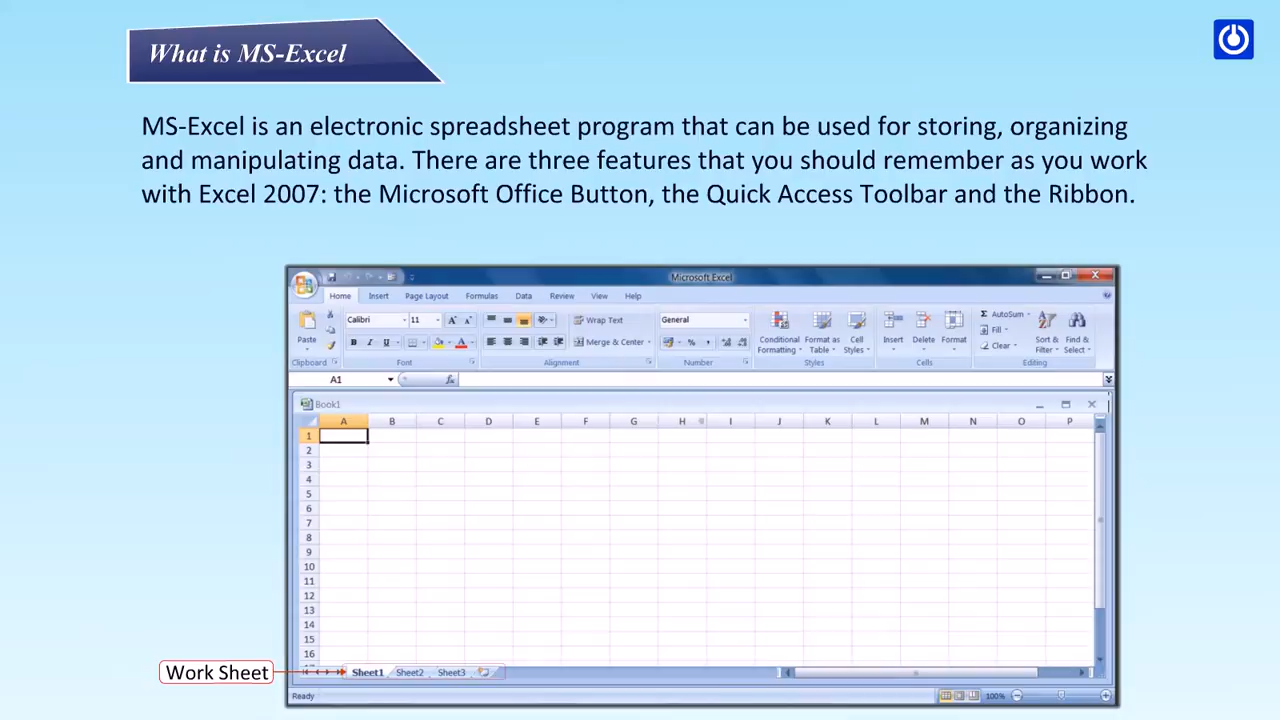 What is MS-Excel
MS-Excel is an electronic spreadsheet program that can be used for storing, organizing
and manipulating data. There are three features that you should remember as you work
with Excel 2007: the Microsoft Office Button, the Quick Access Toolbar and the Ribbon.
Microsoft Excel
Home Insert Page Layout Formulas Data Review View Help
Calibri 11 Wrap Text General AutoSum
Fill
Paste B I U Merge & Center % Conditional Formatting Format as Table Cell Styles Insert Delete Format Clear Sort & Filter Find & Select
Clipboard Font Alignment Number Styles Cells Editing
A1 fx
Book1
A B C D E F G H I J K L M N O P
1
2
3
4
5
6
7
8
9
10
11
12
13
14
15
16
17
Work Sheet Sheet1 Sheet2 Sheet3
Ready 100%